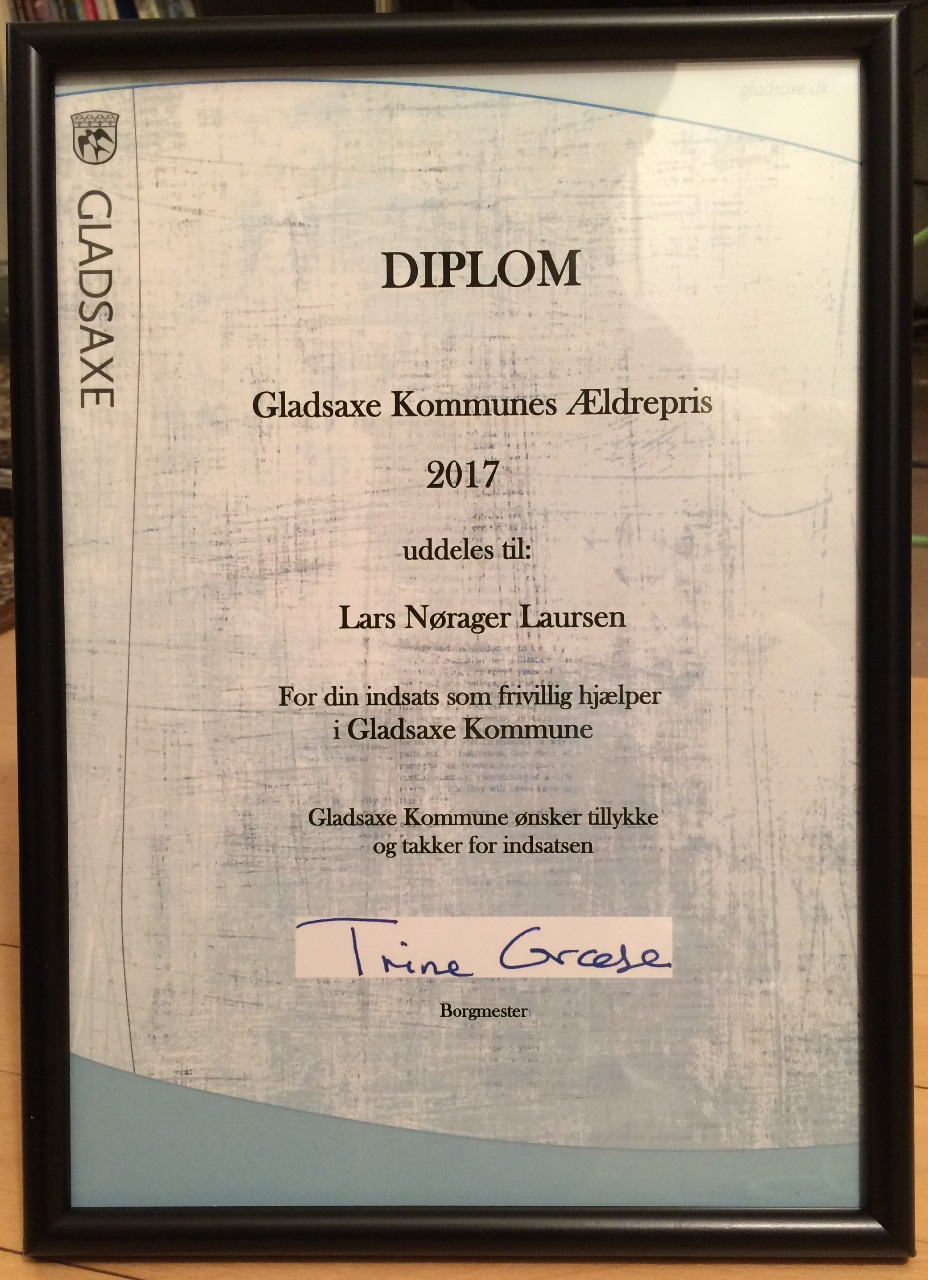 gladsaxe.dk
GLADSAXE
DIPLOM
Gladsaxe Kommunes Ældrepris
2017
uddeles til:
Lars Nørager Laursen
For din indsats som frivillig hjælper
i Gladsaxe Kommune
Gladsaxe Kommune ønsker tillykke
og takker for indsatsen
Trine Græse
Borgmester